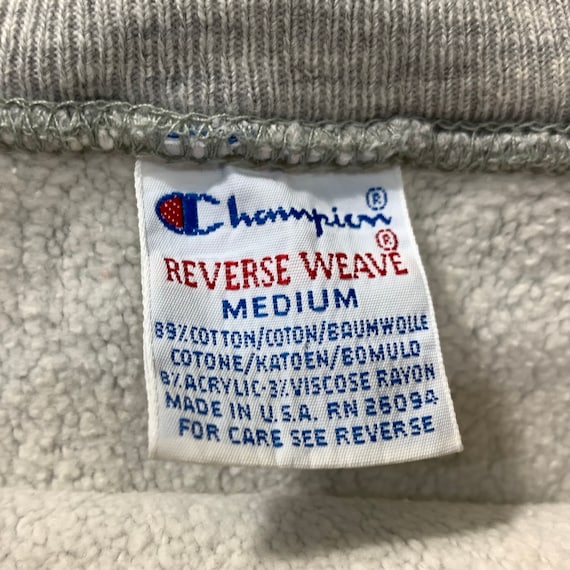 Champion®
REVERSE WEAVE®
MEDIUM
89% COTTON/COTON/BAUMWOLLE
COTONE/KATOEN/BOMULD
8% ACRYLIC-3% VISCOSE RAYON
MADE IN U.S.A. RN 26094
FOR CARE SEE REVERSE